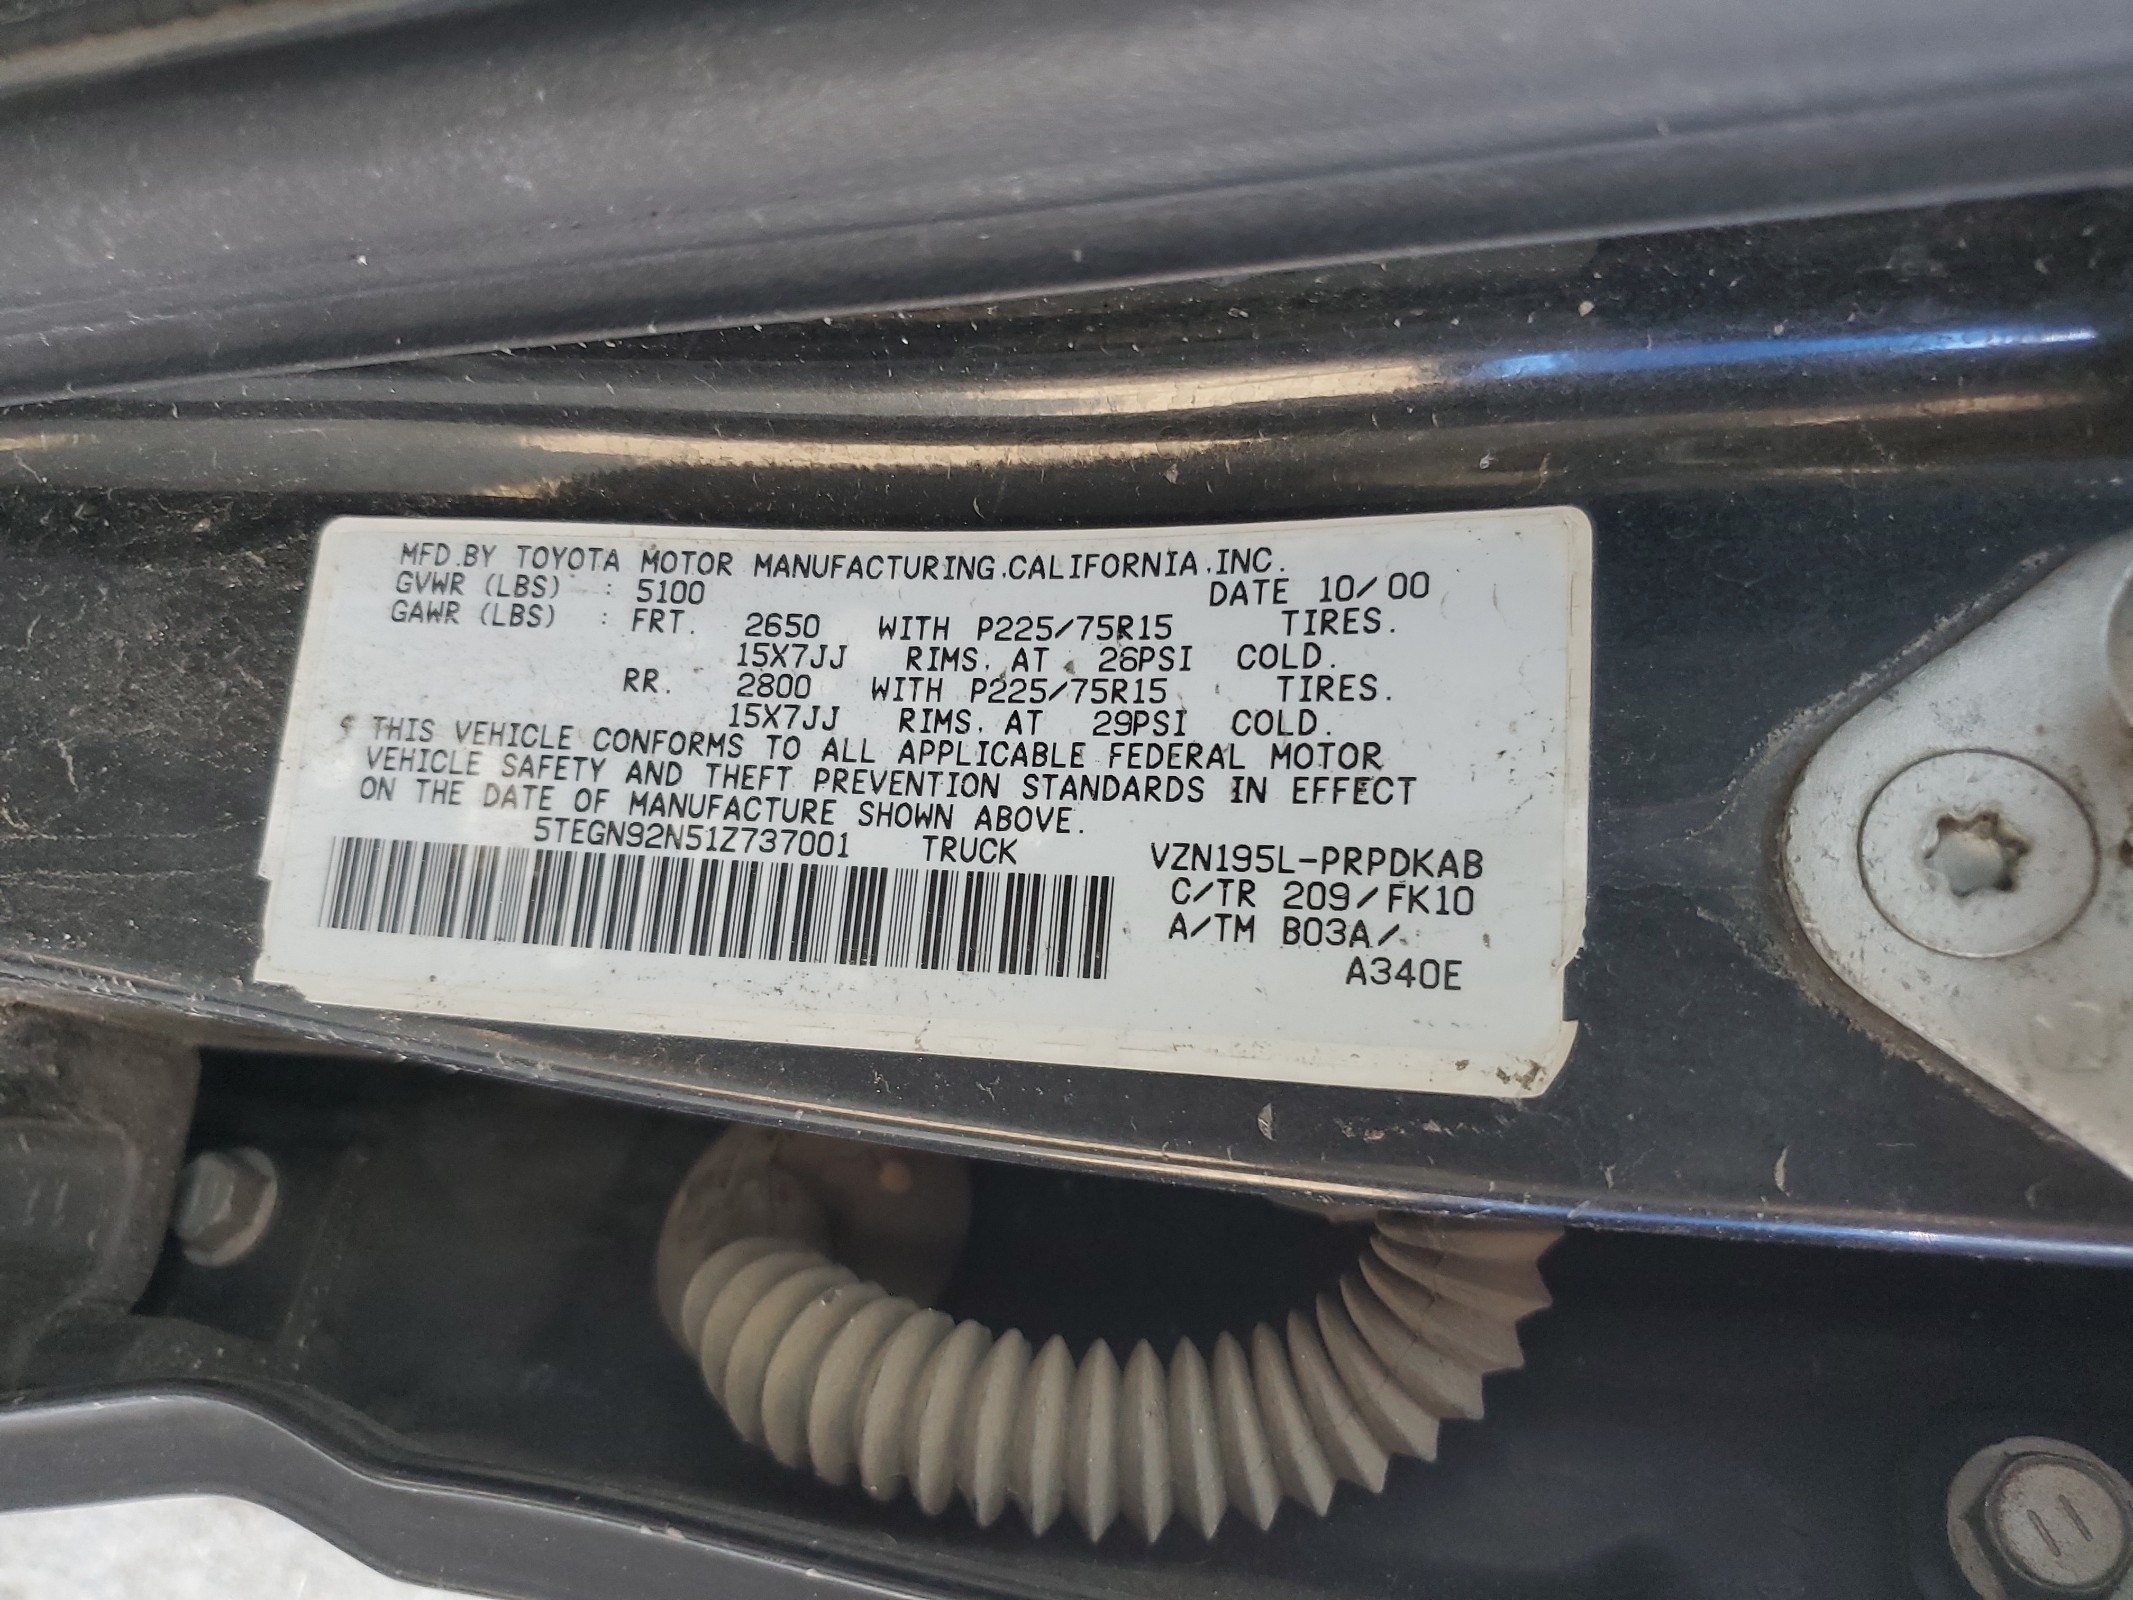 MFD.BY TOYOTA MOTOR MANUFACTURING.CALIFORNIA.INC.
GVWR (LBS) : 5100 DATE 10/00
GAWR (LBS) : FRT. 2650 WITH P225/75R15 TIRES.
15X7JJ RIMS. AT 26PSI COLD.
RR. 2800 WITH P225/75R15 TIRES.
15X7JJ RIMS. AT 29PSI COLD.
THIS VEHICLE CONFORMS TO ALL APPLICABLE FEDERAL MOTOR
VEHICLE SAFETY AND THEFT PREVENTION STANDARDS IN EFFECT
ON THE DATE OF MANUFACTURE SHOWN ABOVE.
5TEGN92N51Z737001 TRUCK VZN195L-PRPDKAB
C/TR 209/FK10
A/TM B03A/
A340E